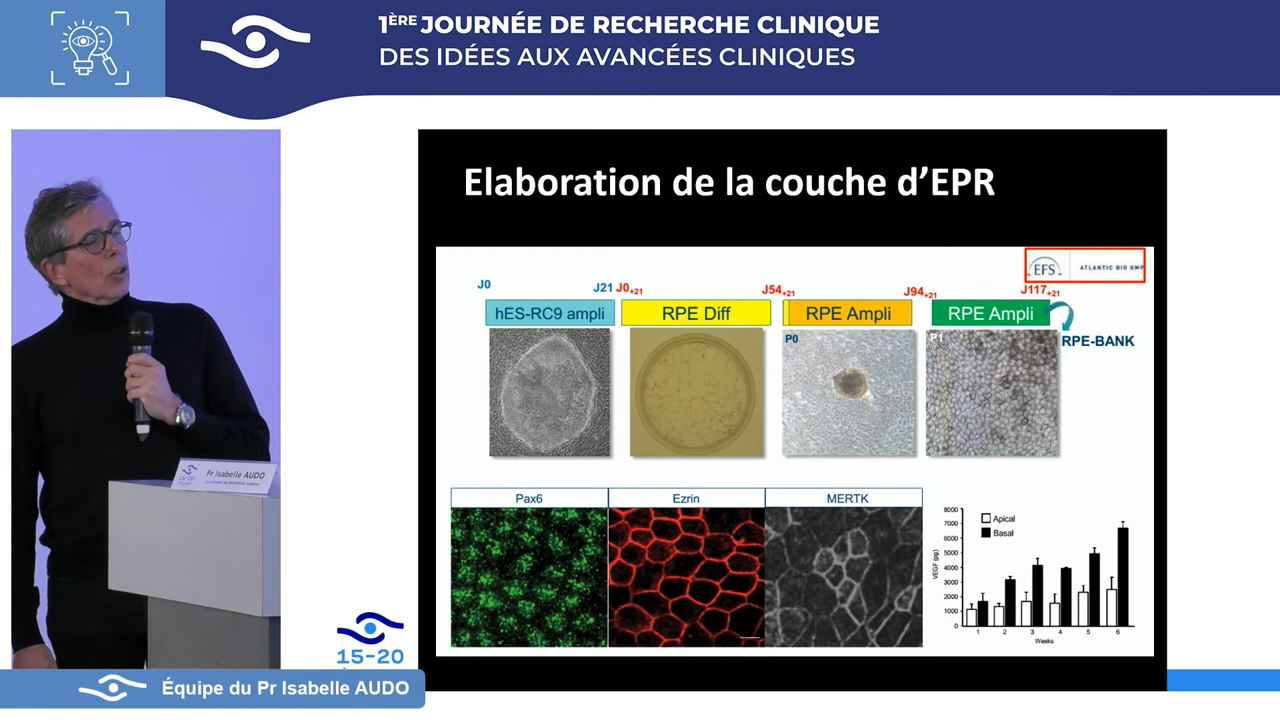 1ÈRE JOURNÉE DE RECHERCHE CLINIQUE
DES IDÉES AUX AVANCÉES CLINIQUES
Elaboration de la couche d’EPR
EFS ATLANTIC BIO GMP
J0 J21 J0+21 J54+21 J94+21 J117+21
hES-RC9 ampli RPE Diff RPE Ampli RPE Ampli
P0 P1
RPE-BANK
Pax6 Ezrin MERTK
Apical
Basal
VEGF (pg)
8000
7000
6000
5000
4000
3000
2000
1000
0
1 2 3 4 5 6
Weeks
15-20
Pr Isabelle AUDO
15-20
Équipe du Pr Isabelle AUDO